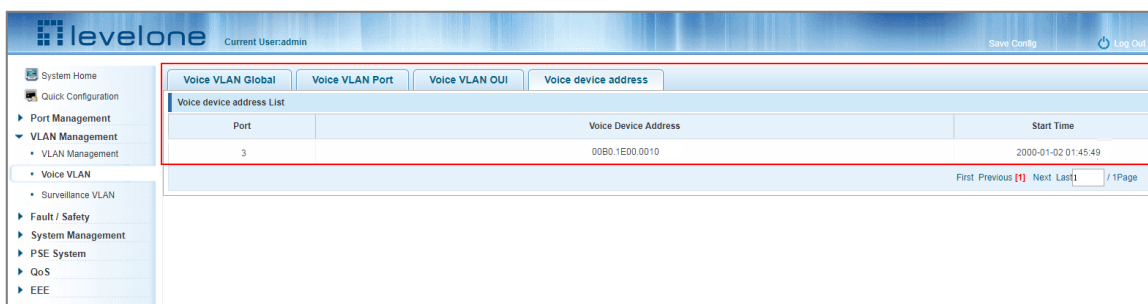 levelone Current User:admin Save Config Log Out
System Home
Quick Configuration
Port Management
VLAN Management
VLAN Management
Voice VLAN
Surveillance VLAN
Fault / Safety
System Management
PSE System
QoS
EEE
Voice VLAN Global Voice VLAN Port Voice VLAN OUI Voice device address
Voice device address List
Port Voice Device Address Start Time
3 00B0.1E00.0010 2000-01-02 01:45:49
First Previous [1] Next Last 1 / 1Page